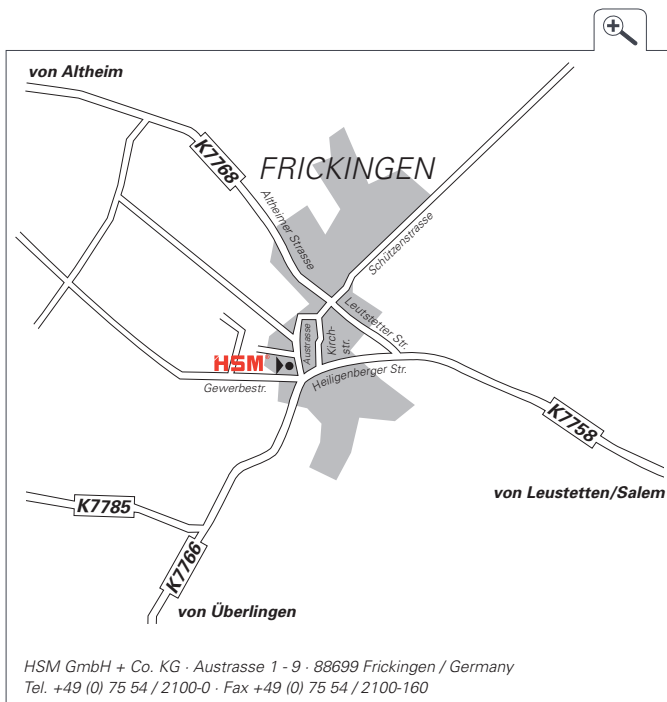 von Altheim
K7768
FRICKINGEN
Altheimer Strasse
Schützenstrasse
Leutstetter Str.
Austrasse
Kirch-
str.
HSM®
Gewerbestr.
Heiligenberger Str.
K7758
von Leustetten/Salem
K7785
K7766
von Überlingen
HSM GmbH + Co. KG · Austrasse 1 - 9 · 88699 Frickingen / Germany
Tel. +49 (0) 75 54 / 2100-0 · Fax +49 (0) 75 54 / 2100-160